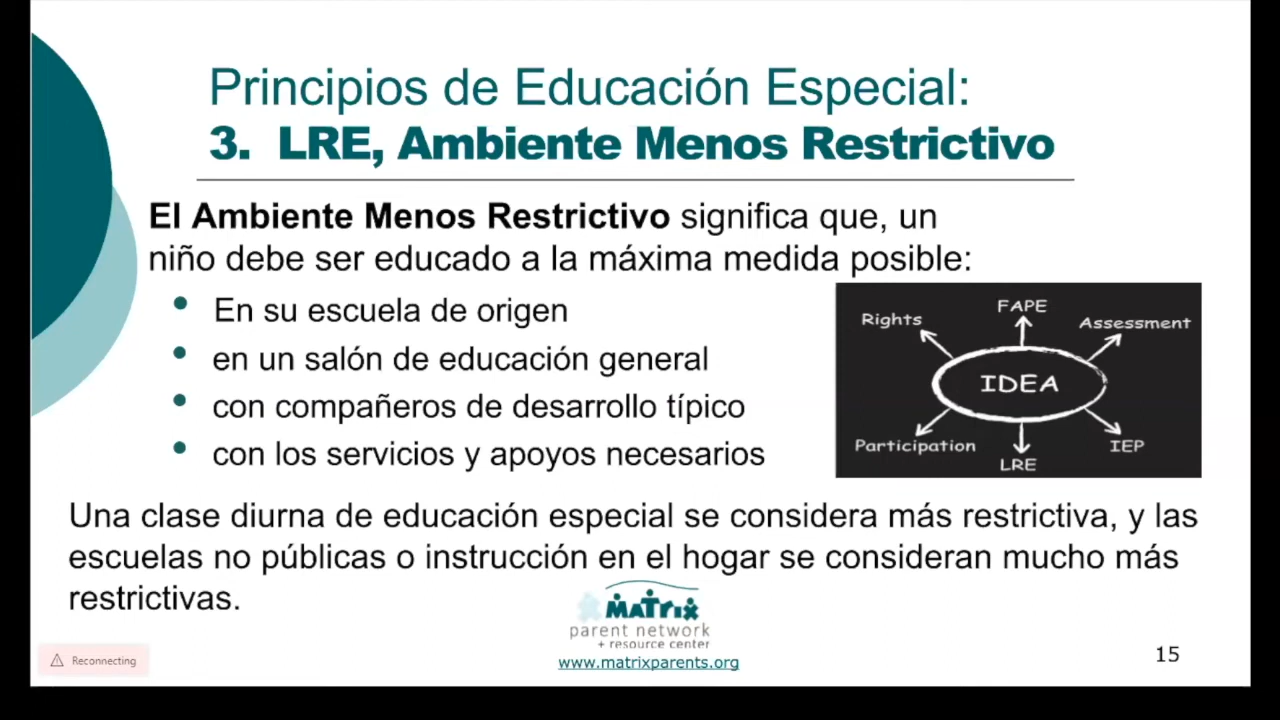 Principios de Educación Especial:
3. LRE, Ambiente Menos Restrictivo
El Ambiente Menos Restrictivo significa que, un
niño debe ser educado a la máxima medida posible:
• En su escuela de origen
• en un salón de educación general
• con compañeros de desarrollo típico
• con los servicios y apoyos necesarios
Rights
FAPE
Assessment
IDEA
Participation
LRE
IEP
Una clase diurna de educación especial se considera más restrictiva, y las
escuelas no públicas o instrucción en el hogar se consideran mucho más
restrictivas.
MATRIX
parent network
+ resource center
www.matrixparents.org
Reconnecting
15